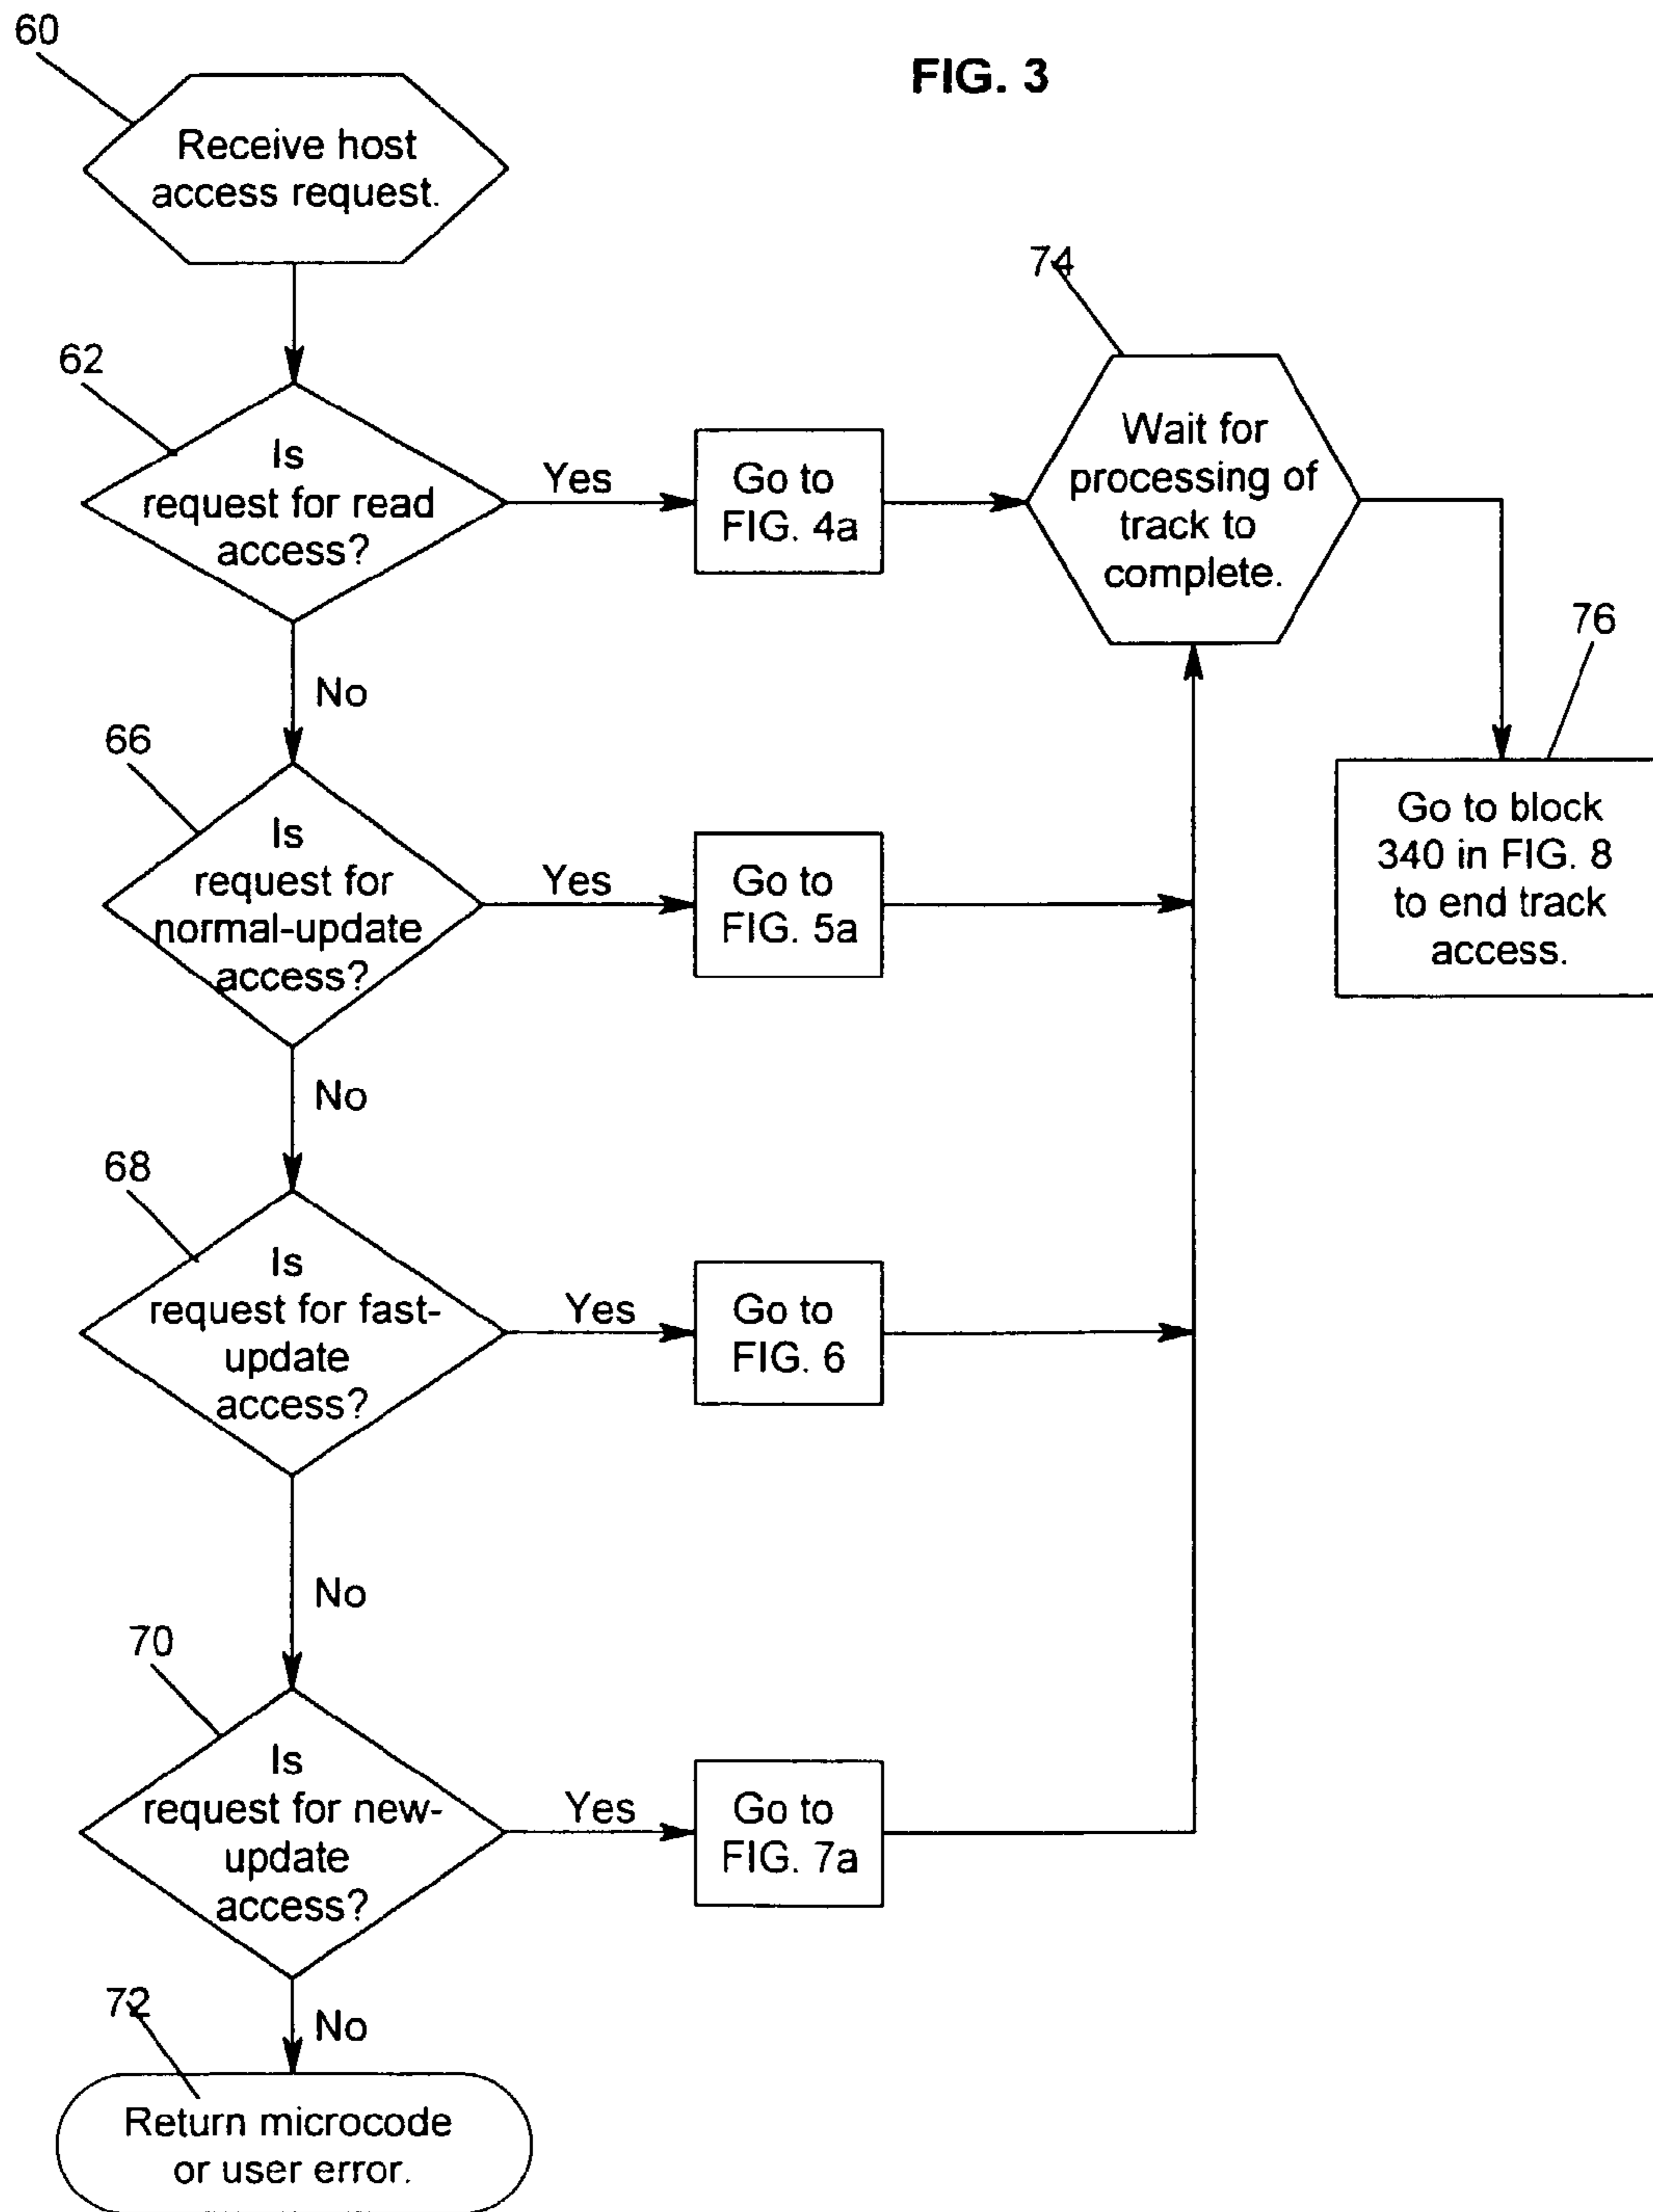 60
FIG. 3
Receive host
access request.
74
62
Is
request for read
access?
Yes
Go to
FIG. 4a
Wait for
processing of
track to
complete.
76
No
66
Is
request for
normal-update
access?
Yes
Go to
FIG. 5a
Go to block
340 in FIG. 8
to end track
access.
No
68
Is
request for fast-
update
access?
Yes
Go to
FIG. 6
No
70
Is
request for new-
update
access?
Yes
Go to
FIG. 7a
72
No
Return microcode
or user error.